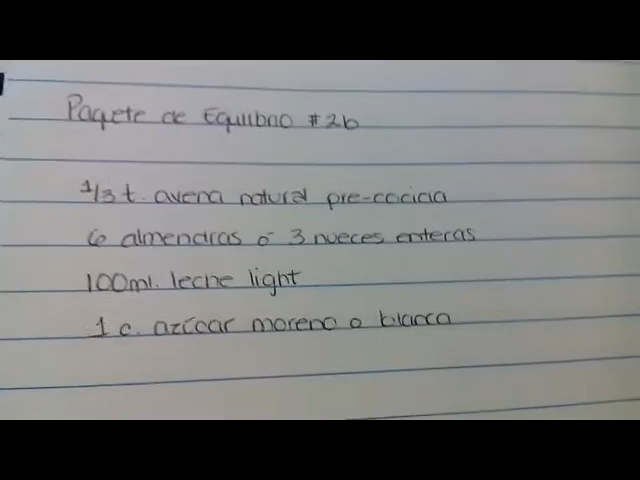 Paquete de Equilibrio #2b
1/3 t. avena natural pre-cocida
6 almendras ó 3 nueces enteras
100ml. leche light
1 c. azúcar moreno o blanca